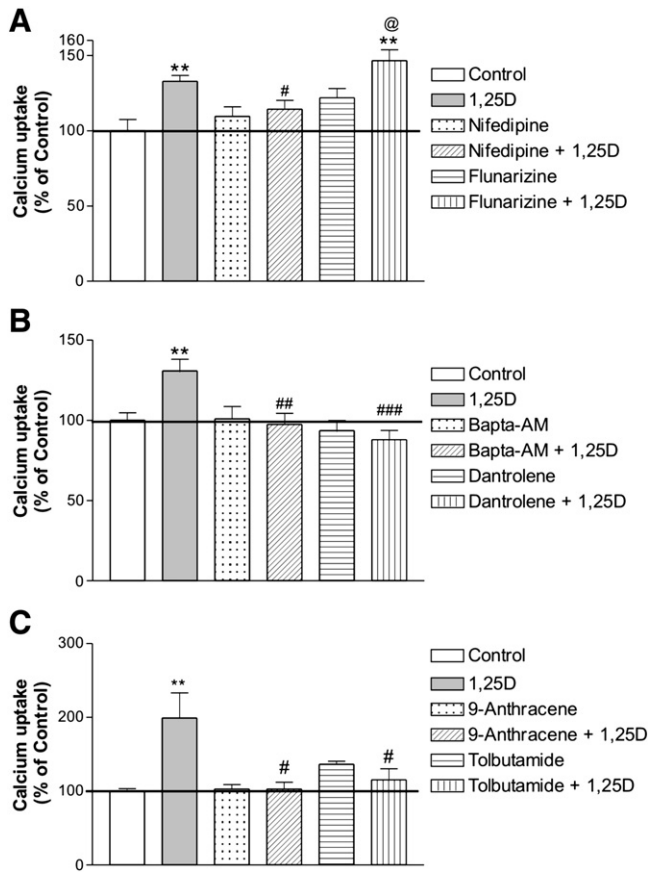 A
Calcium uptake
(% of Control)
160
150
100
50
0
**
#
@
**
Control
1,25D
Nifedipine
Nifedipine + 1,25D
Flunarizine
Flunarizine + 1,25D
B
Calcium uptake
(% of Control)
150
100
50
0
**
##
###
Control
1,25D
Bapta-AM
Bapta-AM + 1,25D
Dantrolene
Dantrolene + 1,25D
C
Calcium uptake
(% of Control)
300
200
100
0
**
#
#
Control
1,25D
9-Anthracene
9-Anthracene + 1,25D
Tolbutamide
Tolbutamide + 1,25D